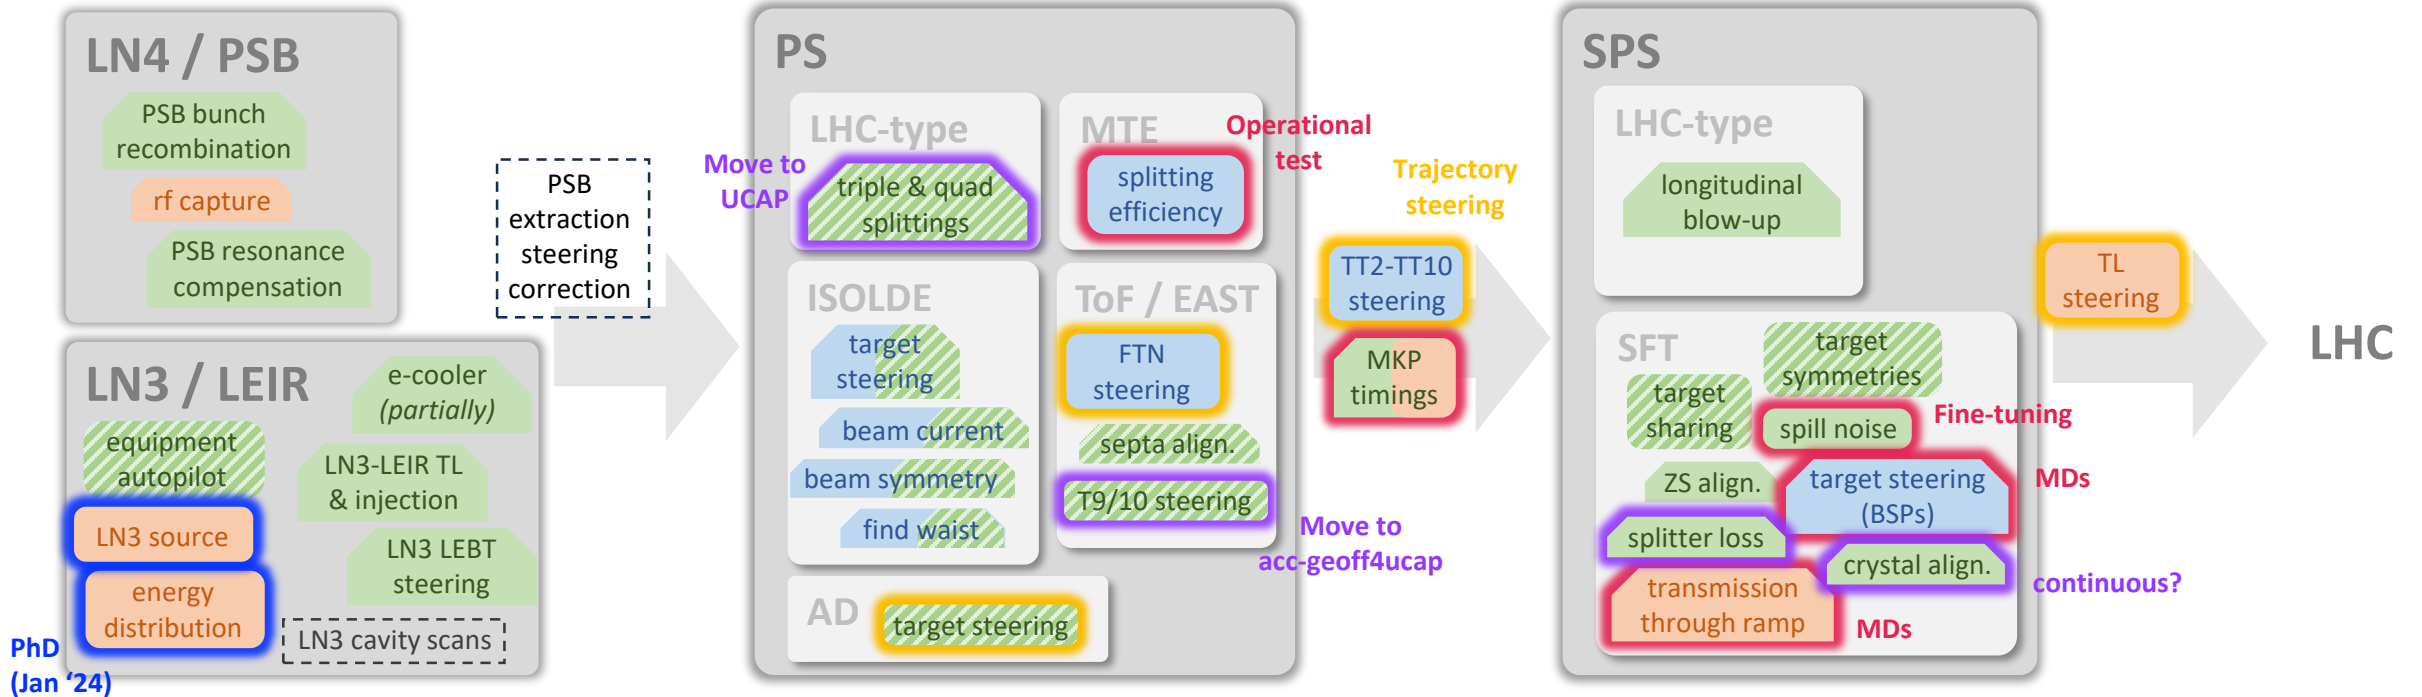 LN4 / PSB
PSB bunch
recombination
rf capture
PSB resonance
compensation
LN3 / LEIR
e-cooler
(partially)
equipment
autopilot
LN3-LEIR TL
& injection
LN3 source
LN3 LEBT
steering
energy
distribution
LN3 cavity scans
PhD
(Jan ‘24)
PSB
extraction
steering
correction
PS
LHC-type
Move to
UCAP
triple & quad
splittings
MTE
Operational
test
splitting
efficiency
ISOLDE
target
steering
beam current
beam symmetry
find waist
ToF / EAST
FTN
steering
septa align.
T9/10 steering
Move to
acc-geoff4ucap
AD
target steering
Trajectory
steering
TT2-TT10
steering
MKP
timings
SPS
LHC-type
longitudinal
blow-up
SFT
target
symmetries
target
sharing
Fine-tuning
spill noise
ZS align.
target steering
(BSPs)
MDs
splitter loss
crystal align.
continuous?
transmission
through ramp
MDs
TL
steering
LHC